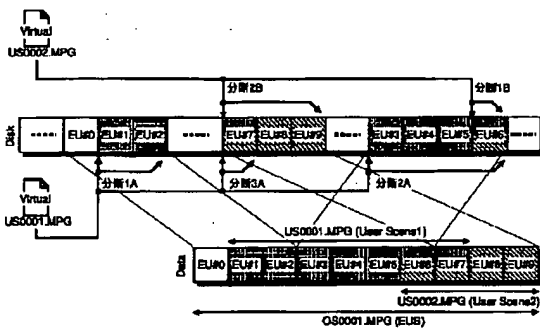 Virtual
US0002.MPG
分断2B
分断1B
Disk
EU#0
EU#1
EU#2
EU#7
EU#8
EU#9
EU#3
EU#4
EU#5
EU#6
分断1A
分断3A
分断2A
Virtual
US0001.MPG
US0001.MPG (User Scene1)
Data
EU#0
EU#1
EU#2
EU#3
EU#4
EU#5
EU#6
EU#7
EU#8
EU#9
US0002.MPG (User Scene2)
OS0001.MPG (EUS)